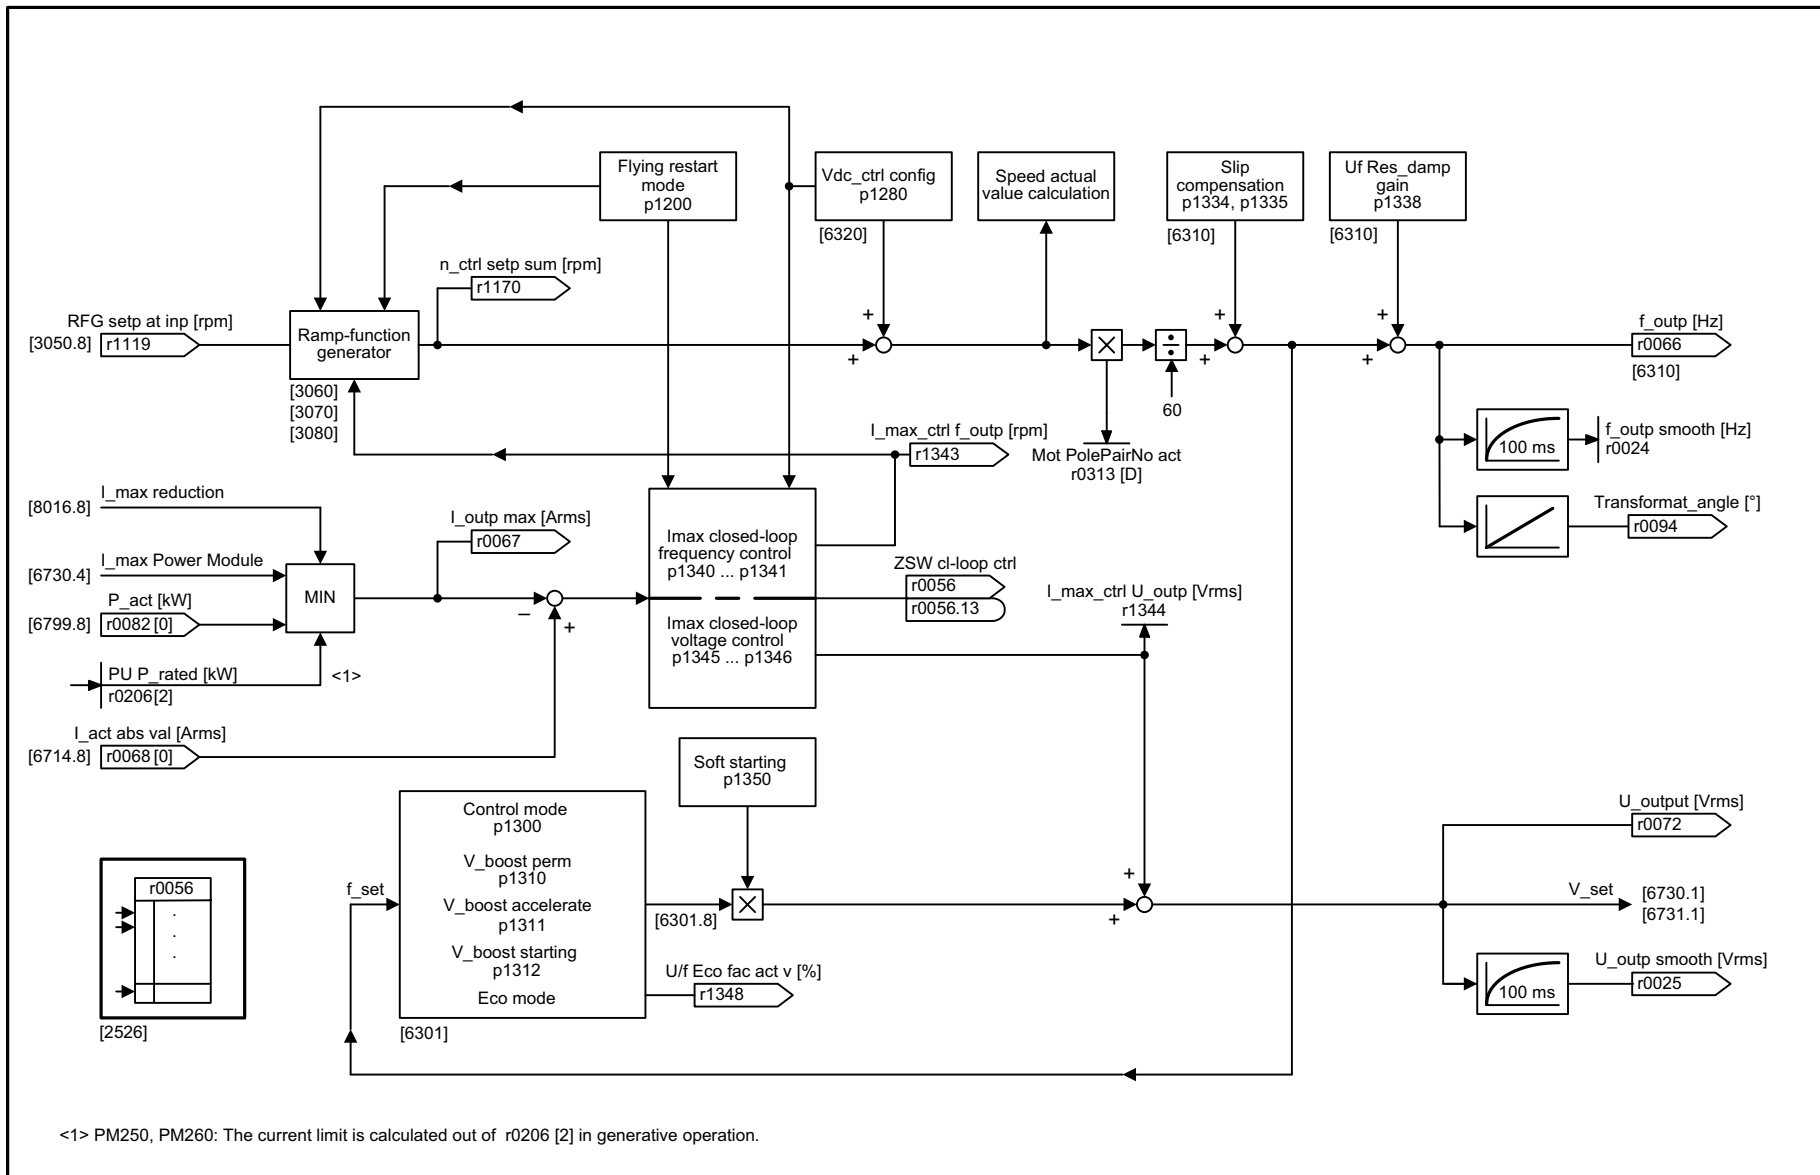 Flying restart
mode
p1200
Vdc_ctrl config
p1280
[6320]
Speed actual
value calculation
Slip
compensation
p1334, p1335
[6310]
Uf Res_damp
gain
p1338
[6310]
n_ctrl setp sum [rpm]
r1170
RFG setp at inp [rpm]
[3050.8]
r1119
Ramp-function
generator
[3060]
[3070]
[3080]
+
+
+
+
+
+
60
f_outp [Hz]
r0066
[6310]
I_max_ctrl f_outp [rpm]
r1343
Mot PolePairNo act
r0313 [D]
100 ms
f_outp smooth [Hz]
r0024
Transformat_angle [°]
r0094
I_max reduction
[8016.8]
I_max Power Module
[6730.4]
P_act [kW]
[6799.8]
r0082 [0]
MIN
PU P_rated [kW]
r0206[2]
<1>
I_outp max [Arms]
r0067
–
+
I_act abs val [Arms]
[6714.8]
r0068 [0]
Imax closed-loop
frequency control
p1340 ... p1341
Imax closed-loop
voltage control
p1345 ... p1346
ZSW cl-loop ctrl
r0056
r0056.13
I_max_ctrl U_outp [Vrms]
r1344
Soft starting
p1350
Control mode
p1300
V_boost perm
p1310
V_boost accelerate
p1311
V_boost starting
p1312
Eco mode
[6301]
f_set
[6301.8]
U/f Eco fac act v [%]
r1348
+
+
U_output [Vrms]
r0072
V_set
[6730.1]
[6731.1]
100 ms
U_outp smooth [Vrms]
r0025
r0056
.
.
.
[2526]
<1> PM250, PM260: The current limit is calculated out of r0206 [2] in generative operation.